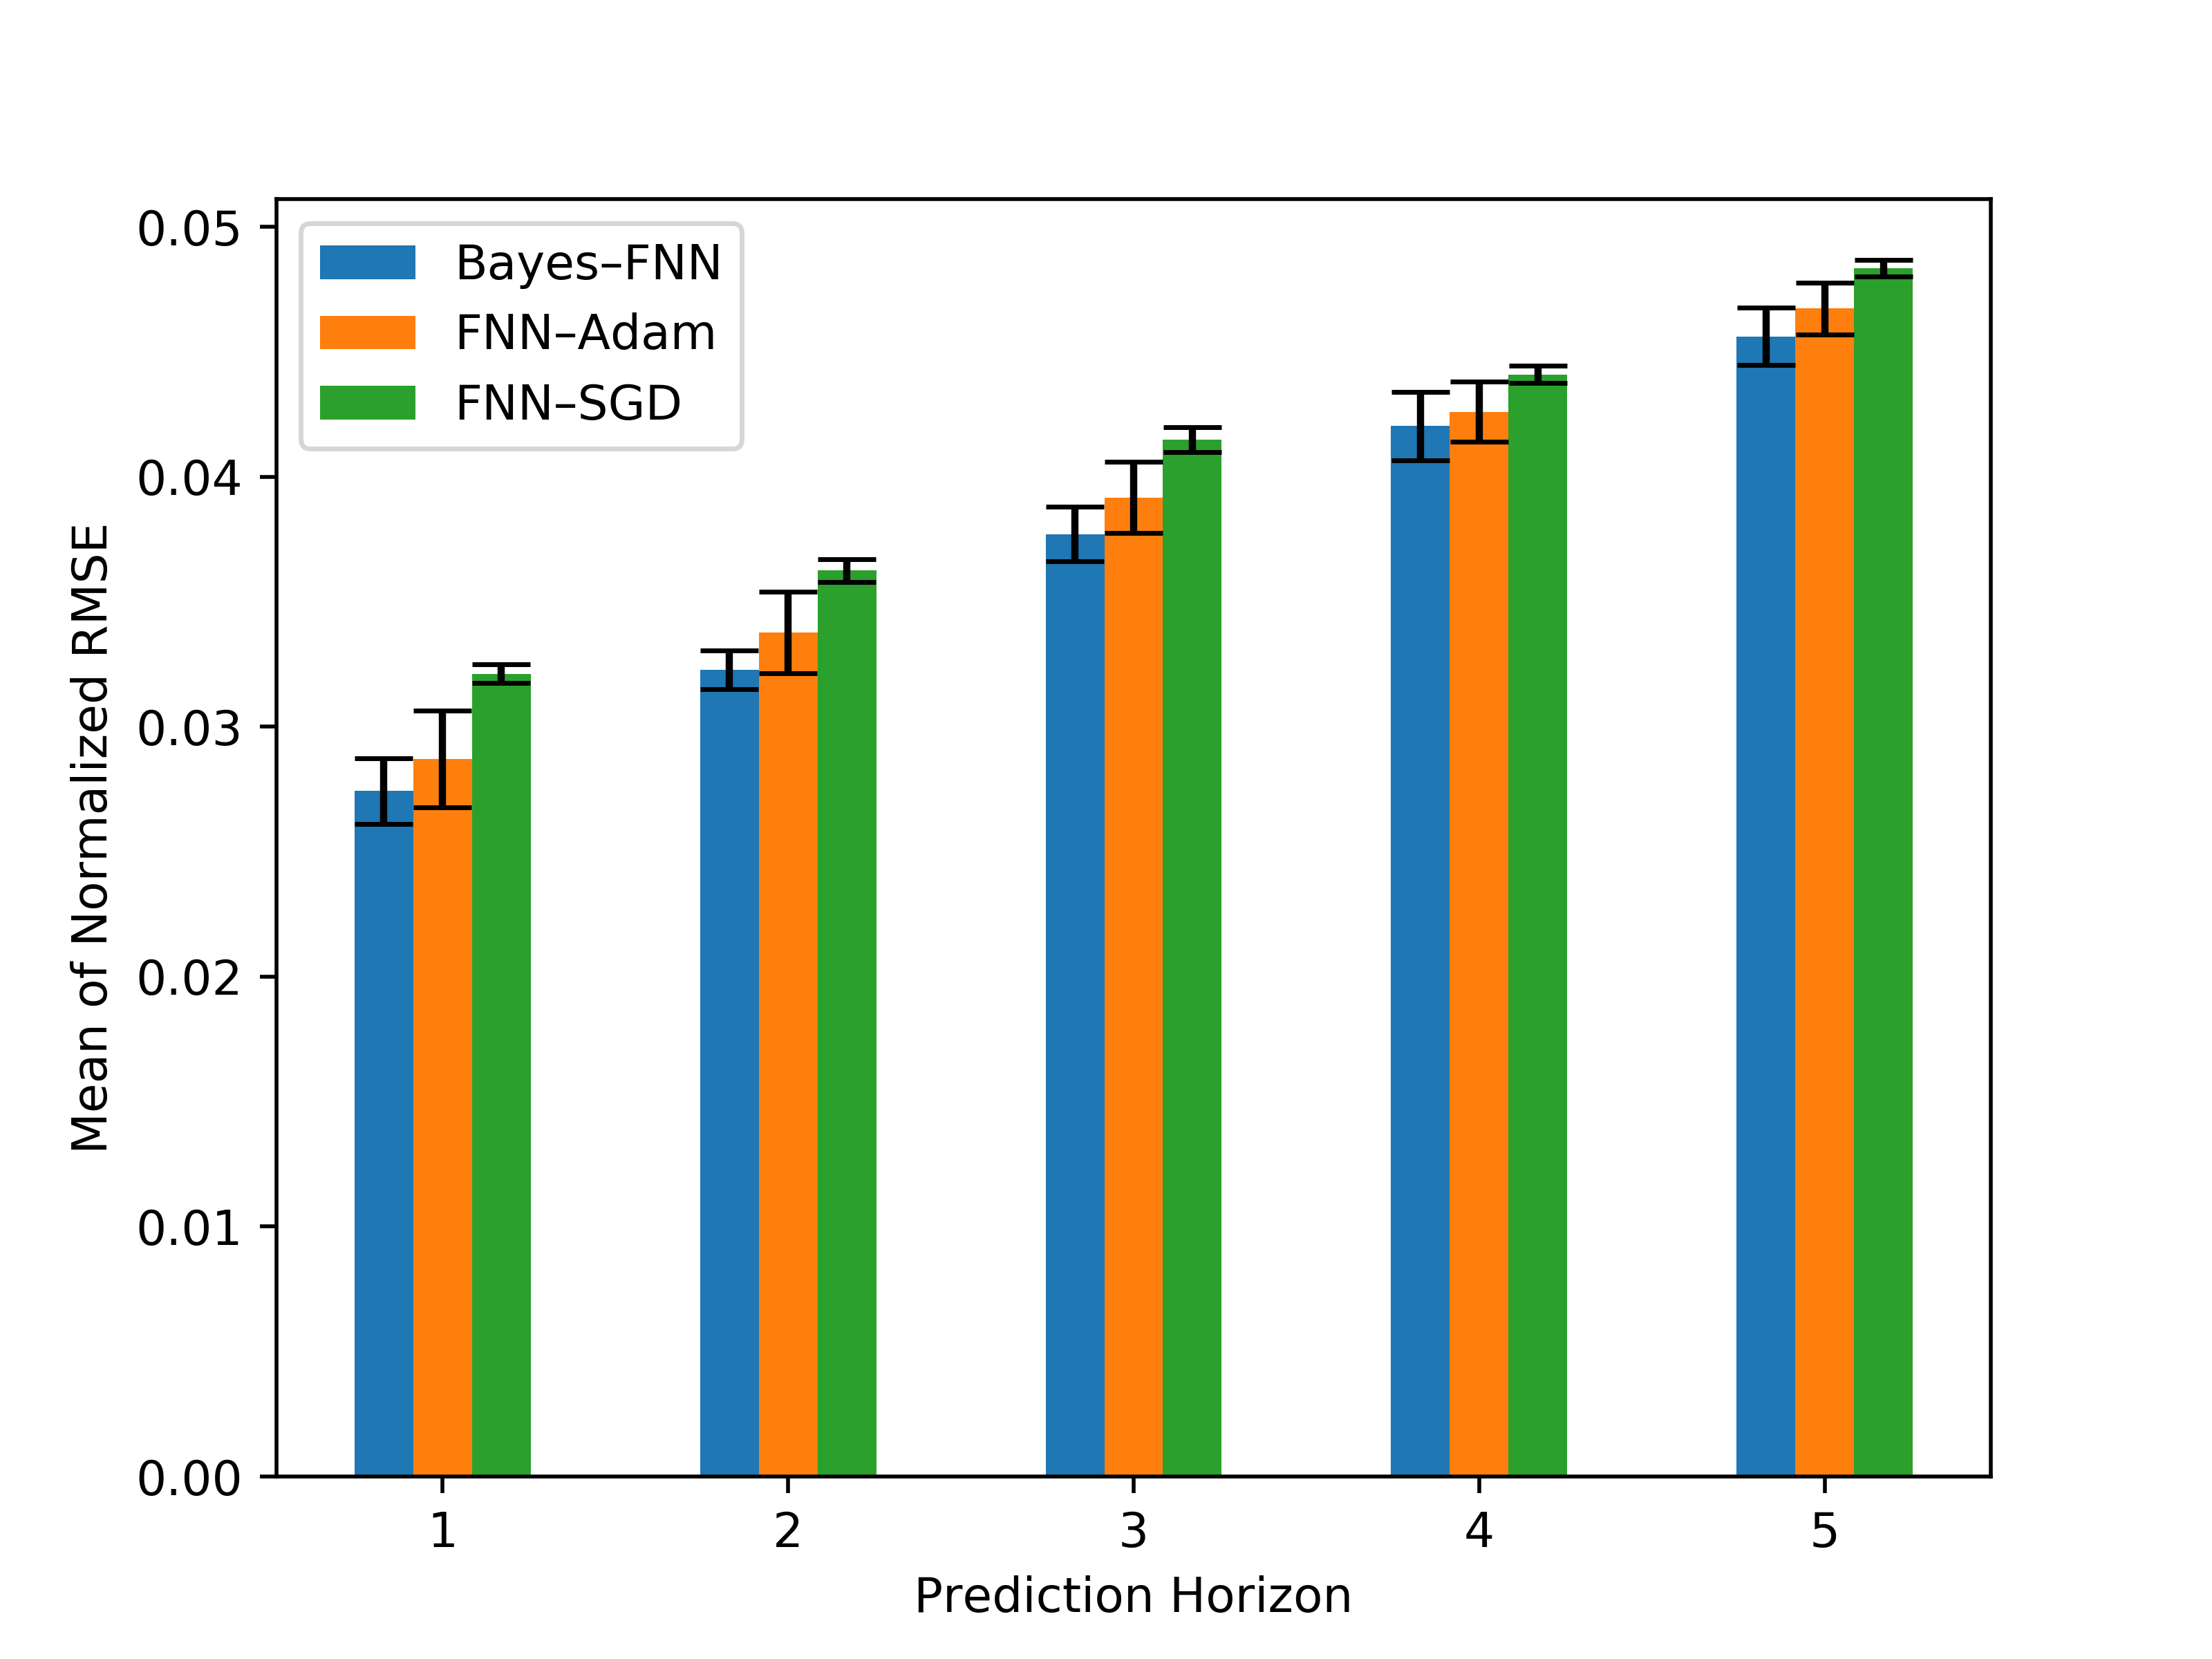 0.05
0.04
0.03
0.02
0.01
0.00
Mean of Normalized RMSE
Bayes–FNN
FNN–Adam
FNN–SGD
1 2 3 4 5
Prediction Horizon